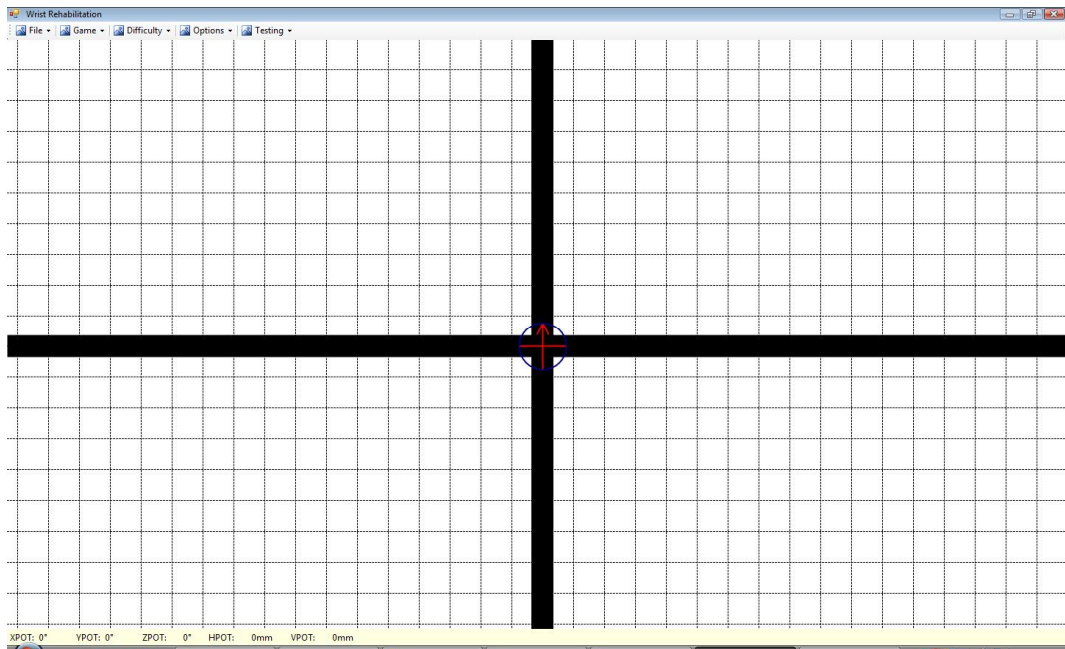 Wrist Rehabilitation
File Game Difficulty Options Testing
XPOT: 0° YPOT: 0° ZPOT: 0° HPOT: 0mm VPOT: 0mm